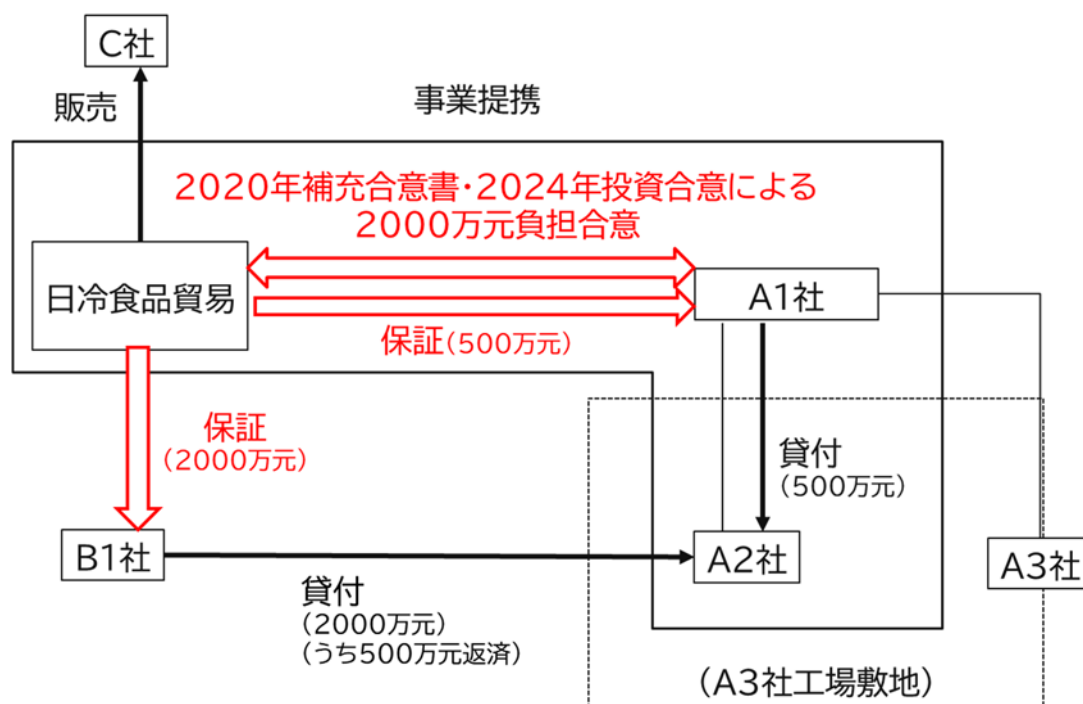 C社
販売
事業提携
2020年補充合意書・2024年投資合意による
2000万元負担合意
日冷食品貿易
A1社
保証(500万元)
保証
(2000万元)
貸付
(500万元)
B1社
A2社
A3社
貸付
(2000万元)
(うち500万元返済)
(A3社工場敷地)